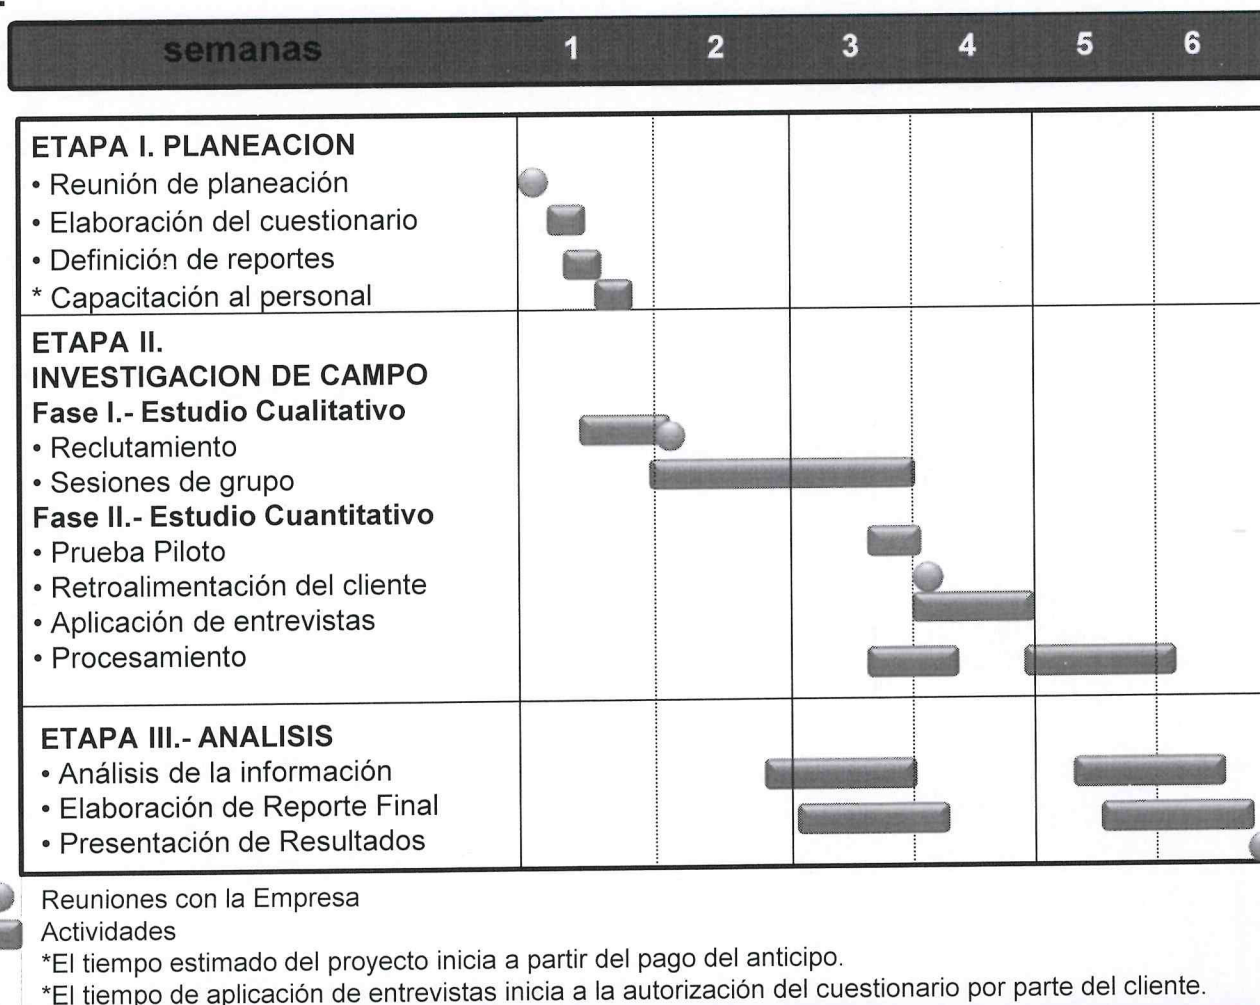 semanas 1 2 3 4 5 6
ETAPA I. PLANEACION
• Reunión de planeación
• Elaboración del cuestionario
• Definición de reportes
* Capacitación al personal
ETAPA II.
INVESTIGACION DE CAMPO
Fase I.- Estudio Cualitativo
• Reclutamiento
• Sesiones de grupo
Fase II.- Estudio Cuantitativo
• Prueba Piloto
• Retroalimentación del cliente
• Aplicación de entrevistas
• Procesamiento
ETAPA III.- ANALISIS
• Análisis de la información
• Elaboración de Reporte Final
• Presentación de Resultados
Reuniones con la Empresa
Actividades
*El tiempo estimado del proyecto inicia a partir del pago del anticipo.
*El tiempo de aplicación de entrevistas inicia a la autorización del cuestionario por parte del cliente.